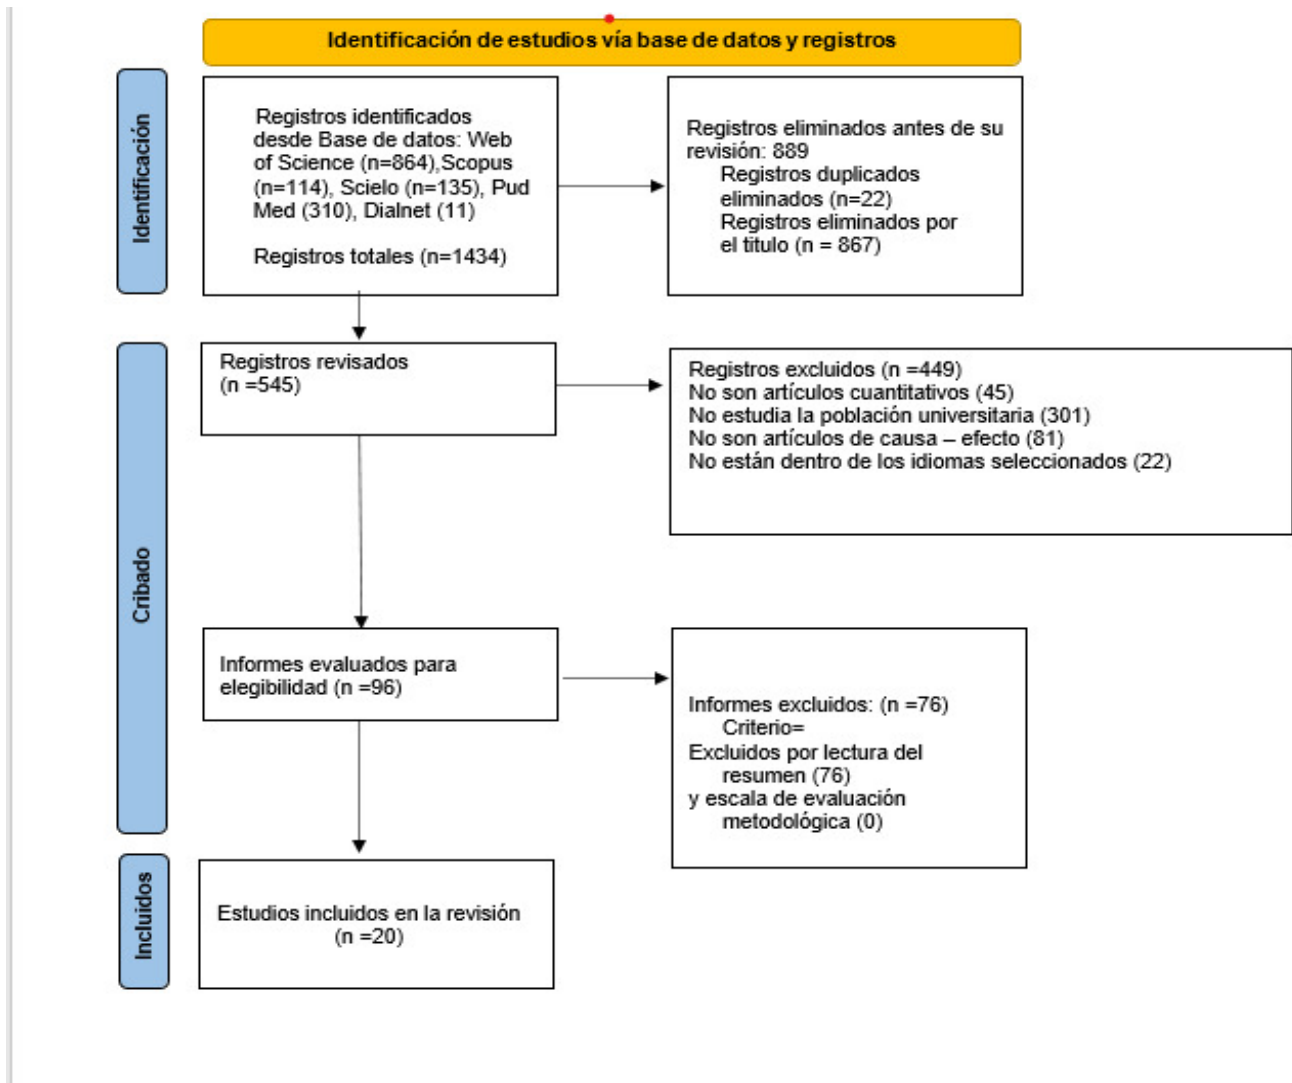 Identificación de estudios vía base de datos y registros
Identificación
Registros identificados
desde Base de datos: Web
of Science (n=864),Scopus
(n=114), Scielo (n=135), Pud
Med (310), Dialnet (11)
Registros totales (n=1434)
Registros eliminados antes de su
revisión: 889
Registros duplicados
eliminados (n=22)
Registros eliminados por
el titulo (n = 867)
Cribado
Registros revisados
(n =545)
Registros excluidos (n =449)
No son artículos cuantitativos (45)
No estudia la población universitaria (301)
No son artículos de causa – efecto (81)
No están dentro de los idiomas seleccionados (22)
Informes evaluados para
elegibilidad (n =96)
Informes excluidos: (n =76)
Criterio=
Excluidos por lectura del
resumen (76)
y escala de evaluación
metodológica (0)
Incluidos
Estudios incluidos en la revisión
(n =20)